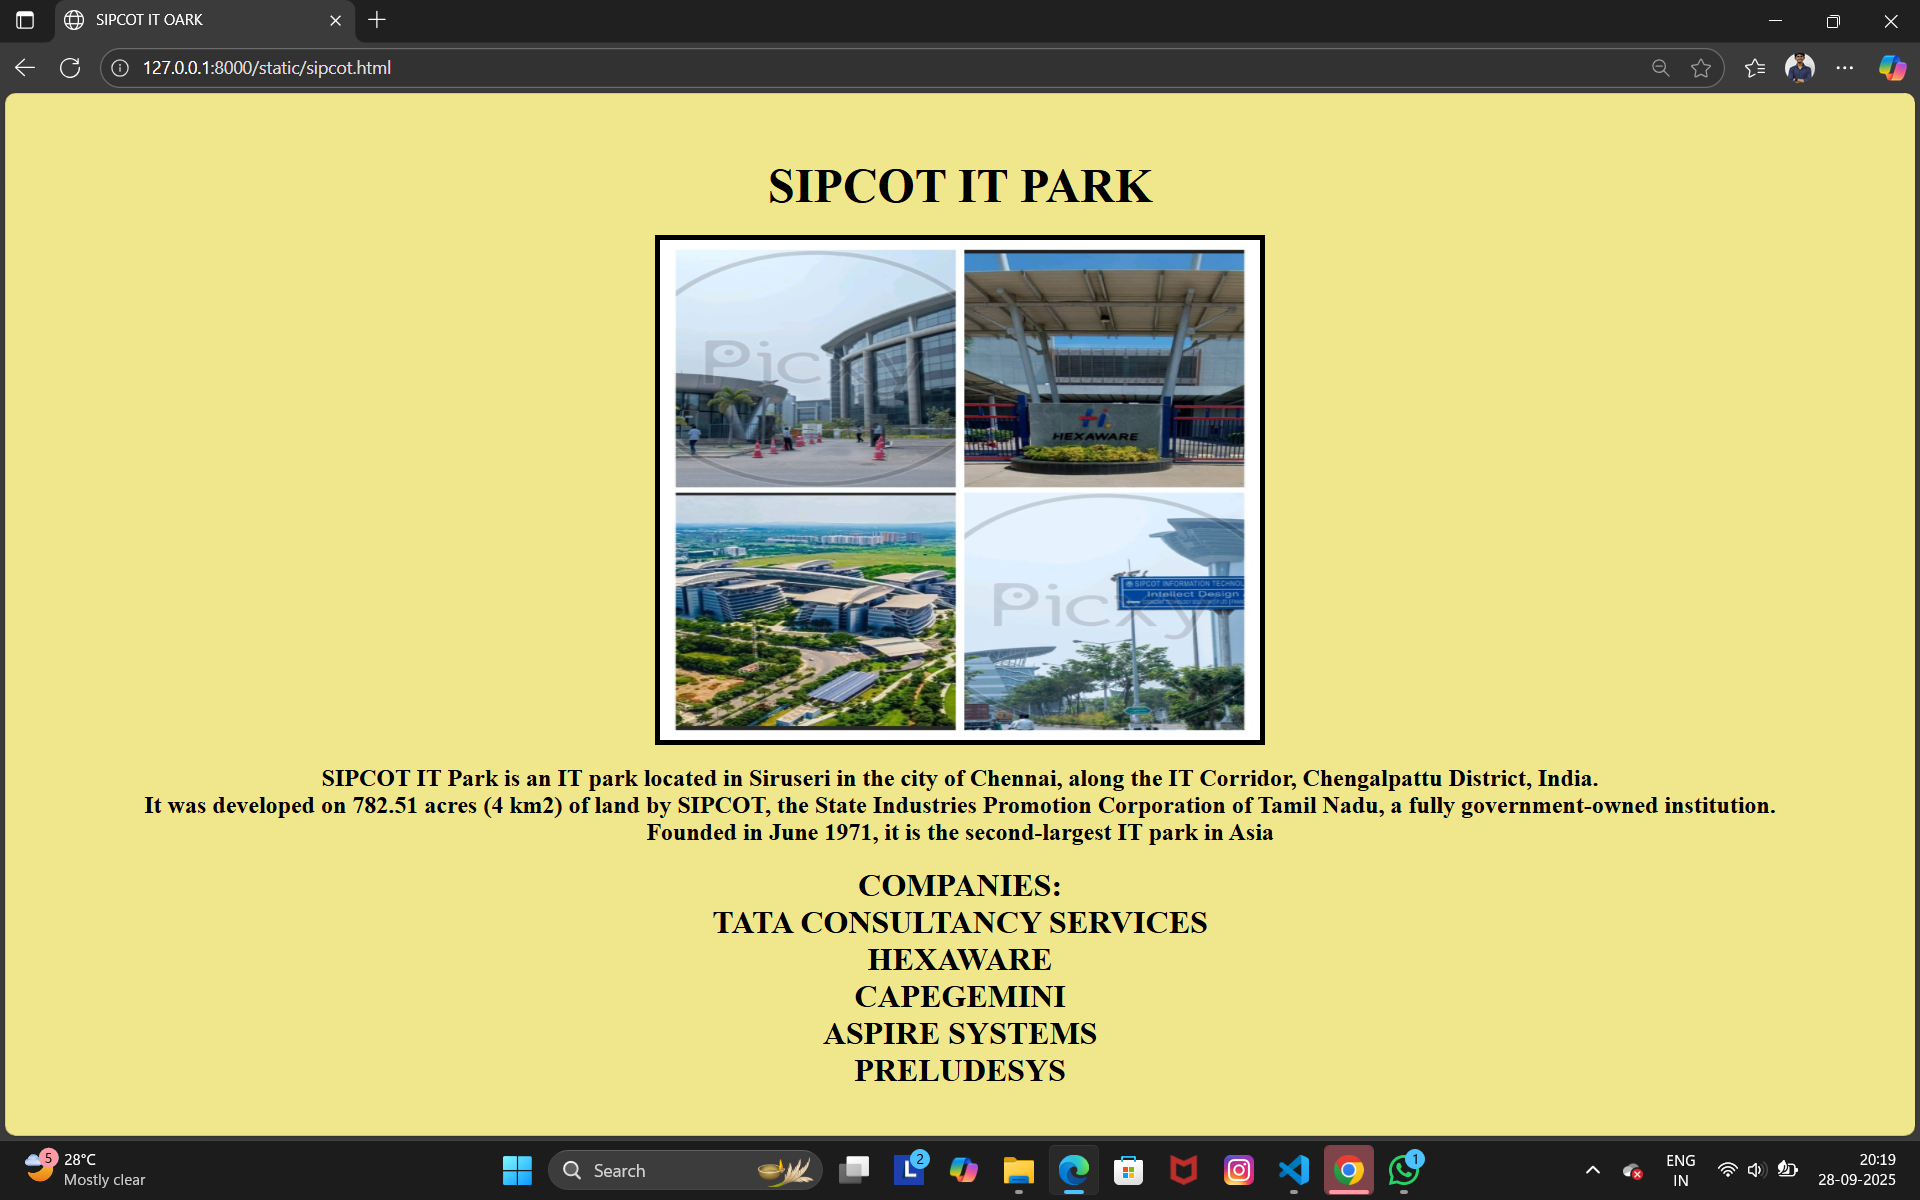 SIPCOT IT OARK
127.0.0.1:8000/static/sipcot.html
SIPCOT IT PARK
Picxy
HEXAWARE
SIPCOT INFORMATION TECHNOL
Intellect Design
Picxy
SIPCOT IT Park is an IT park located in Siruseri in the city of Chennai, along the IT Corridor, Chengalpattu District, India.
It was developed on 782.51 acres (4 km2) of land by SIPCOT, the State Industries Promotion Corporation of Tamil Nadu, a fully government-owned institution.
Founded in June 1971, it is the second-largest IT park in Asia
COMPANIES:
TATA CONSULTANCY SERVICES
HEXAWARE
CAPEGEMINI
ASPIRE SYSTEMS
PRELUDESYS
5
28°C
Mostly clear
Search
L
2
1
ENG
IN
20:19
28-09-2025